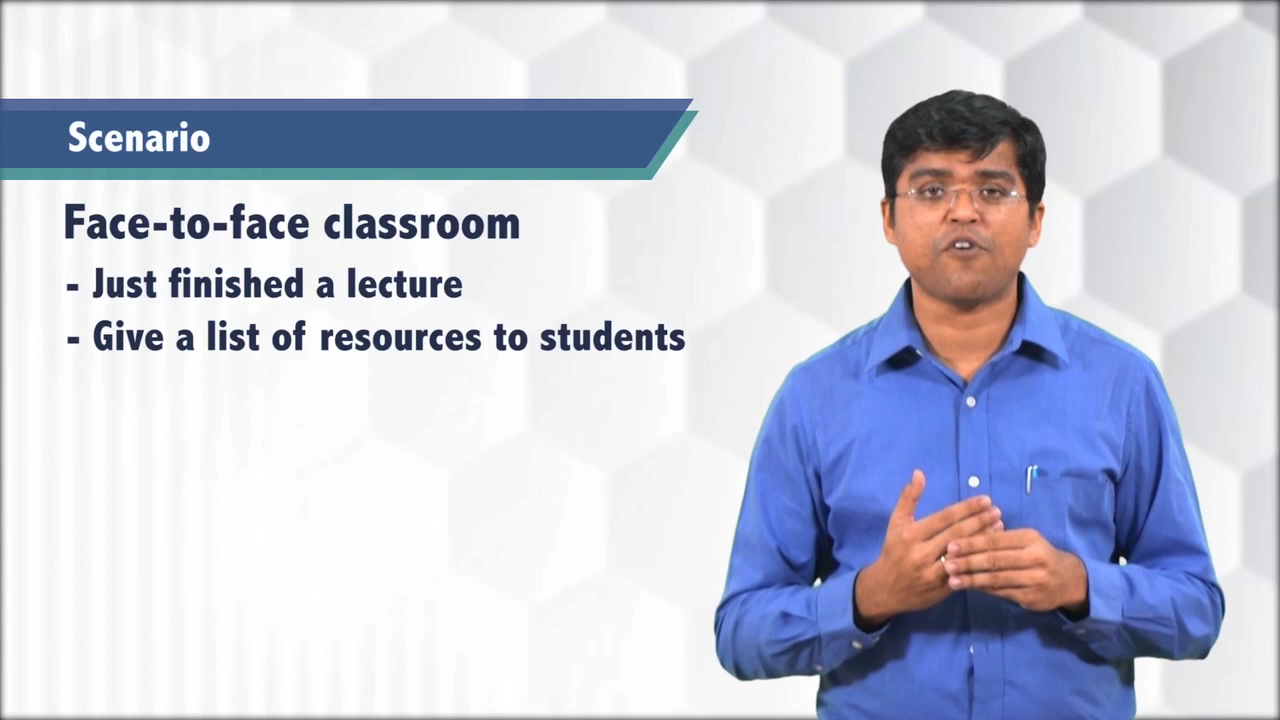 Scenario
Face-to-face classroom
- Just finished a lecture
- Give a list of resources to students